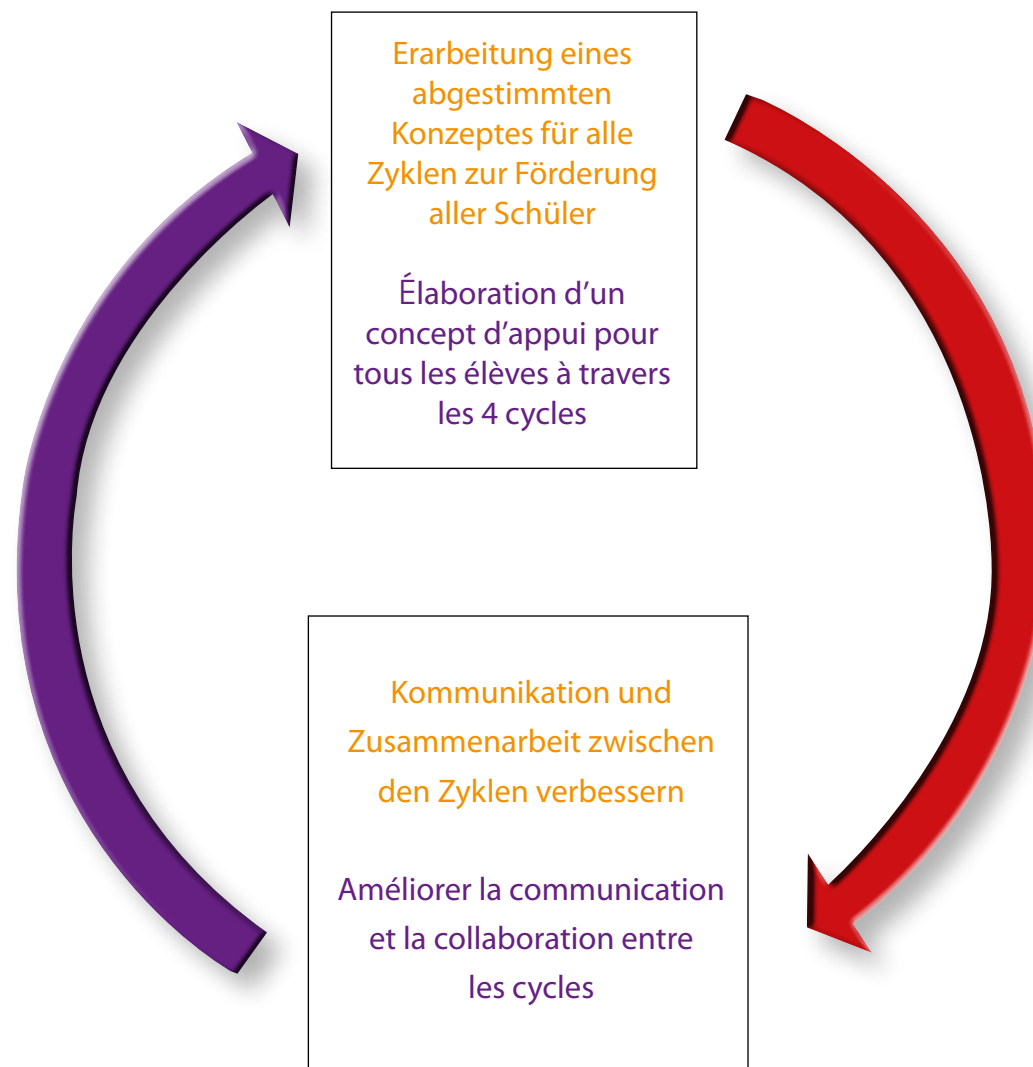 Erarbeitung eines
abgestimmten
Konzeptes für alle
Zyklen zur Förderung
aller Schüler
Élaboration d’un
concept d’appui pour
tous les élèves à travers
les 4 cycles
Kommunikation und
Zusammenarbeit zwischen
den Zyklen verbessern
Améliorer la communication
et la collaboration entre
les cycles